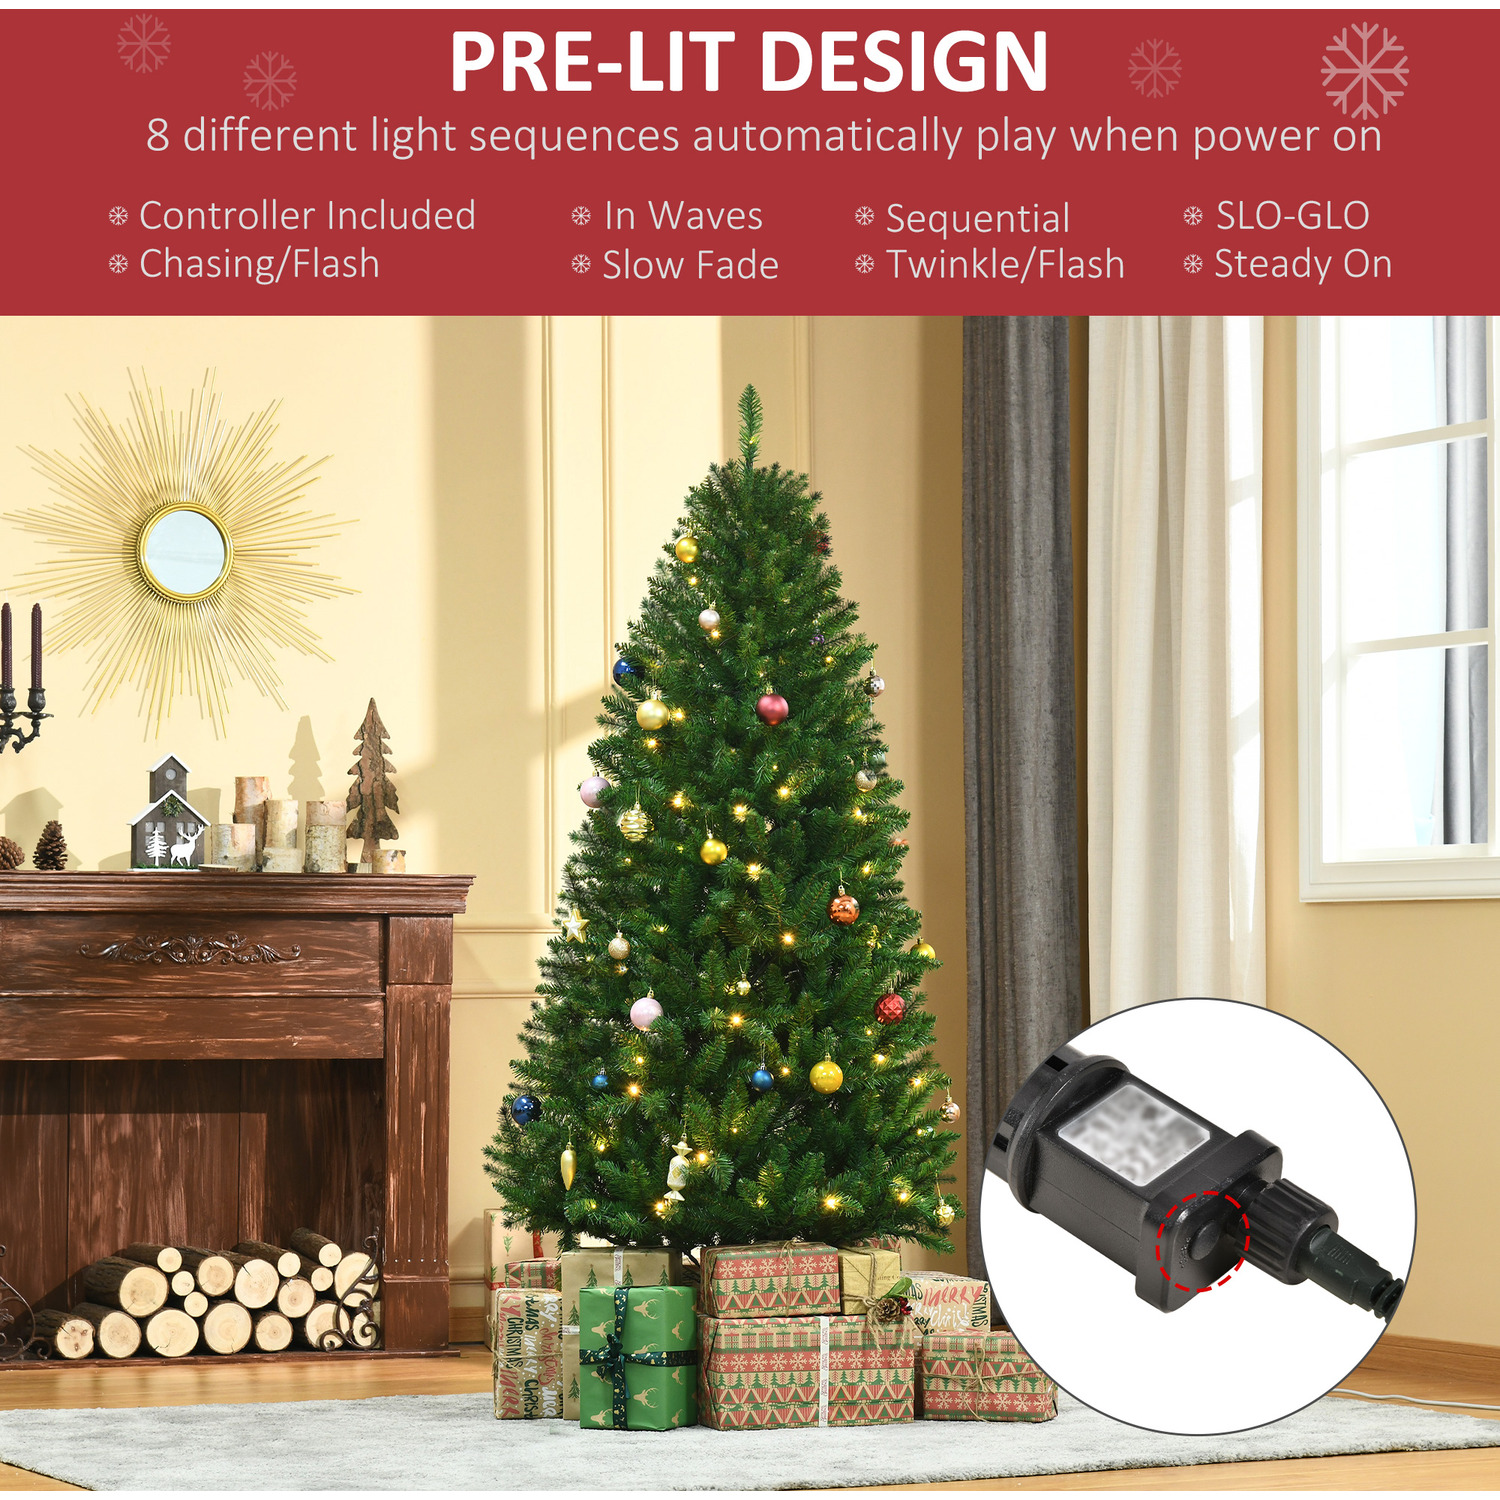 PRE-LIT DESIGN
8 different light sequences automatically play when power on
Controller Included
In Waves
Sequential
SLO-GLO
Chasing/Flash
Slow Fade
Twinkle/Flash
Steady On